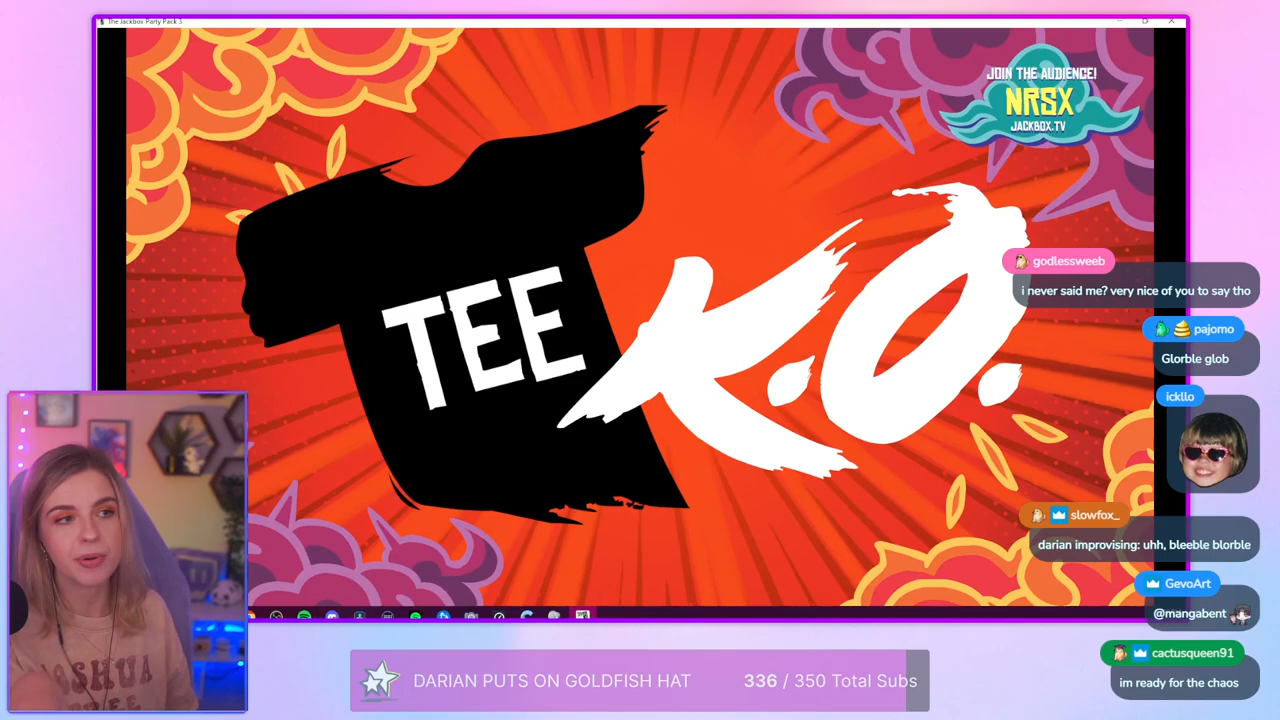 The Jackbox Party Pack 3
JOIN THE AUDIENCE!
NRSX
JACKBOX.TV
TEE
K.O.
godlessweeb
i never said me? very nice of you to say tho
pajomo
Glorble glob
ickllo
slowfox_
darian improvising: uhh, bleeble blorble
GevoArt
@mangabent
cactusqueen91
im ready for the chaos
JOSHUA
TREE
DARIAN PUTS ON GOLDFISH HAT
336 / 350 Total Subs